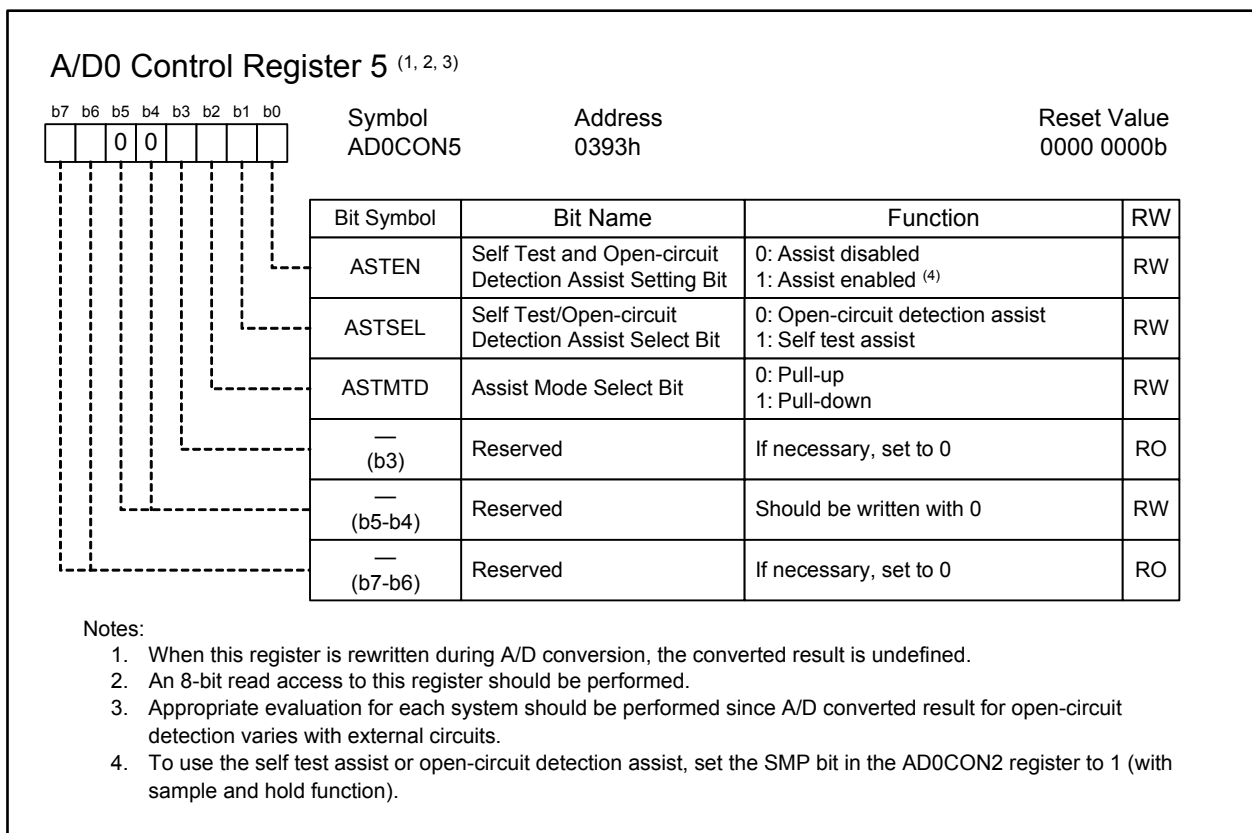 A/D0 Control Register 5 (1, 2, 3)
b7 b6 b5 b4 b3 b2 b1 b0
0 0
Symbol Address Reset Value
AD0CON5 0393h 0000 0000b
Bit Symbol Bit Name Function RW
ASTEN Self Test and Open-circuit Detection Assist Setting Bit 0: Assist disabled 1: Assist enabled (4) RW
ASTSEL Self Test/Open-circuit Detection Assist Select Bit 0: Open-circuit detection assist 1: Self test assist RW
ASTMTD Assist Mode Select Bit 0: Pull-up 1: Pull-down RW
— (b3) Reserved If necessary, set to 0 RO
— (b5-b4) Reserved Should be written with 0 RW
— (b7-b6) Reserved If necessary, set to 0 RO
Notes:
1. When this register is rewritten during A/D conversion, the converted result is undefined.
2. An 8-bit read access to this register should be performed.
3. Appropriate evaluation for each system should be performed since A/D converted result for open-circuit
detection varies with external circuits.
4. To use the self test assist or open-circuit detection assist, set the SMP bit in the AD0CON2 register to 1 (with
sample and hold function).